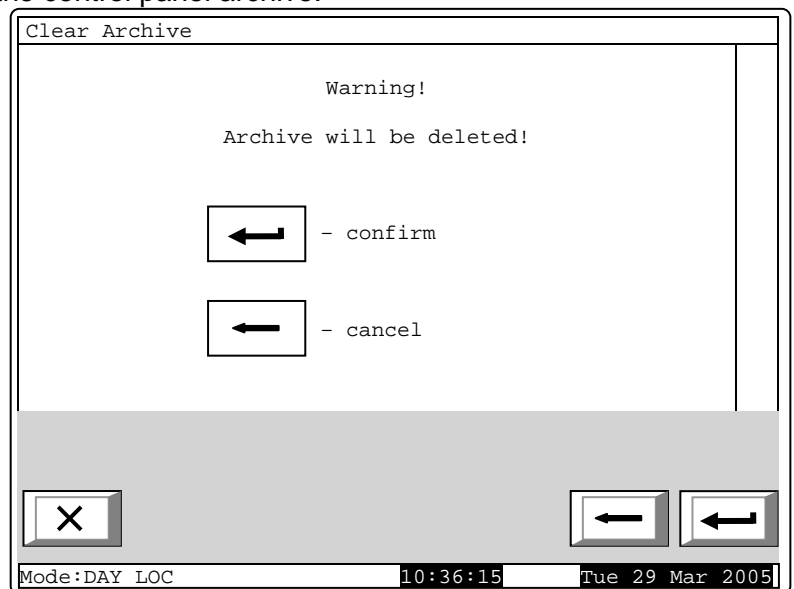 the control panel archive.
Clear Archive
Warning!
Archive will be deleted!
- confirm
- cancel
Mode:DAY LOC 10:36:15 Tue 29 Mar 2005